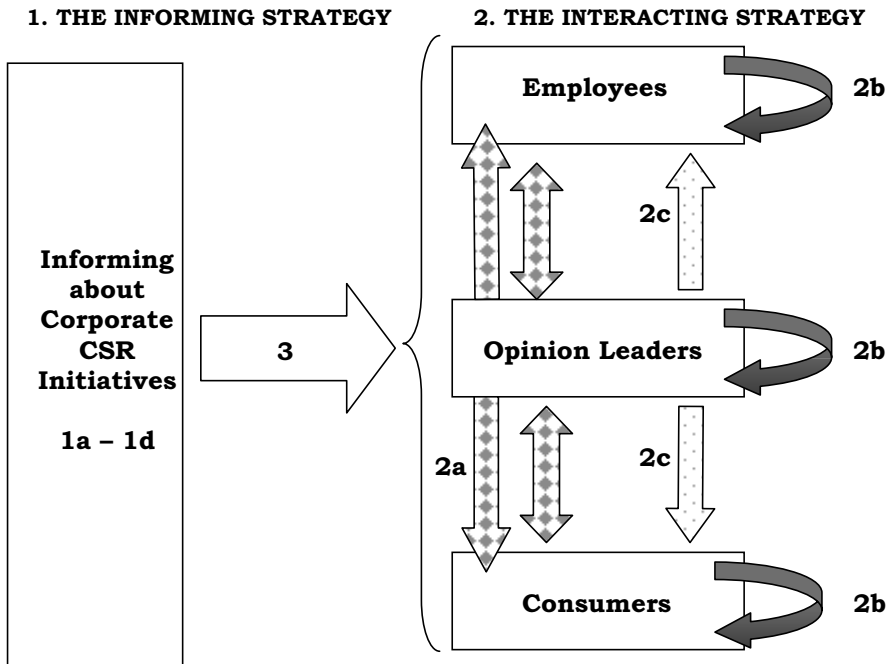 1. THE INFORMING STRATEGY
2. THE INTERACTING STRATEGY
Informing
about
Corporate
CSR
Initiatives
1a – 1d
3
Employees
2b
2c
Opinion Leaders
2b
2a
2c
Consumers
2b